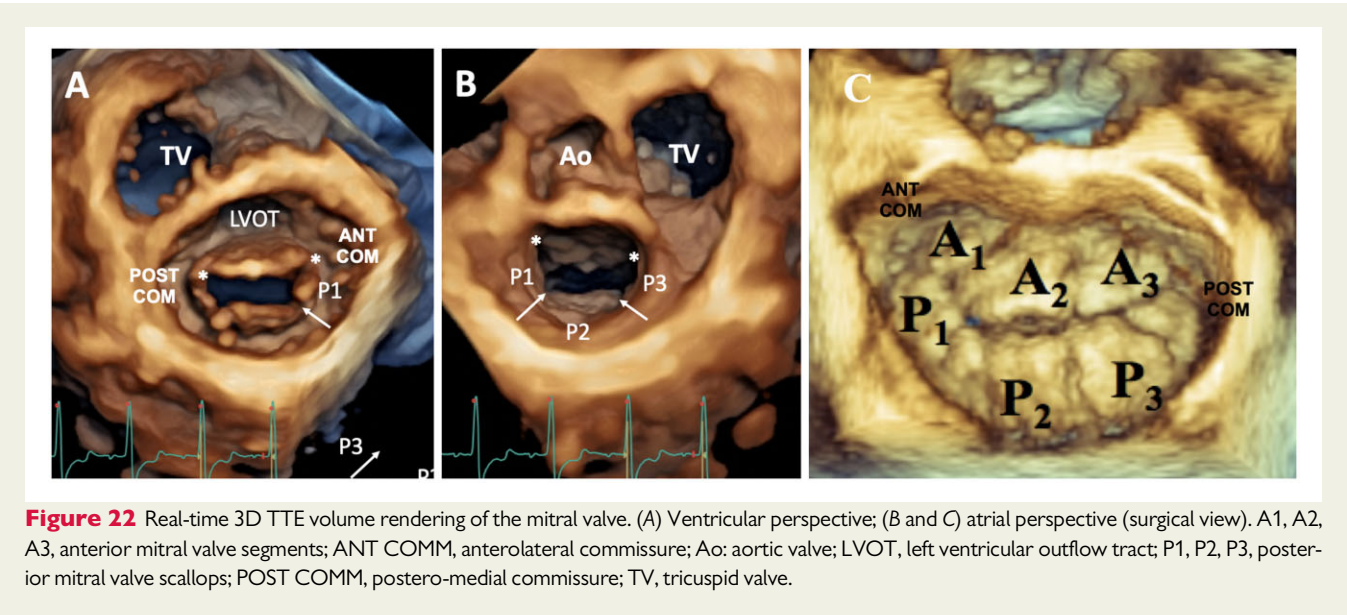 A
TV
LVOT
ANT
COM
POST
COM
*
*
P1
P3
B
Ao
TV
*
*
P1
P3
P2
C
ANT
COM
A1
A2
A3
POST
COM
P1
P2
P3
Figure 22 Real-time 3D TTE volume rendering of the mitral valve. (A) Ventricular perspective; (B and C) atrial perspective (surgical view). A1, A2,
A3, anterior mitral valve segments; ANT COMM, anterolateral commissure; Ao: aortic valve; LVOT, left ventricular outflow tract; P1, P2, P3, poster-
ior mitral valve scallops; POST COMM, postero-medial commissure; TV, tricuspid valve.